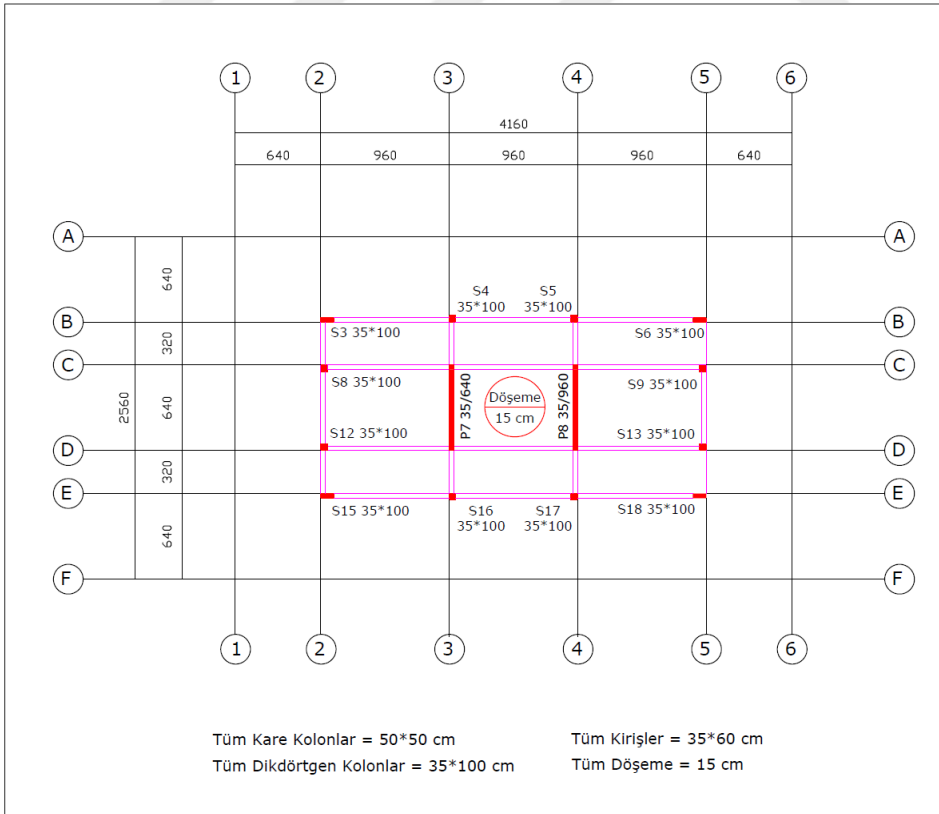 1 2 3 4 5 6
4160
640 960 960 960 640
A A
640
S4 S5
35*100 35*100
B B
S3 35*100 S6 35*100
320
C C
S8 35*100 S9 35*100
2560
640
P7 35/640
Döşeme
15 cm
P8 35/960
S12 35*100 S13 35*100
D D
320
E E
S15 35*100 S16 S17 S18 35*100
35*100 35*100
640
F F
1 2 3 4 5 6
Tüm Kare Kolonlar = 50*50 cm Tüm Kirişler = 35*60 cm
Tüm Dikdörtgen Kolonlar = 35*100 cm Tüm Döşeme = 15 cm